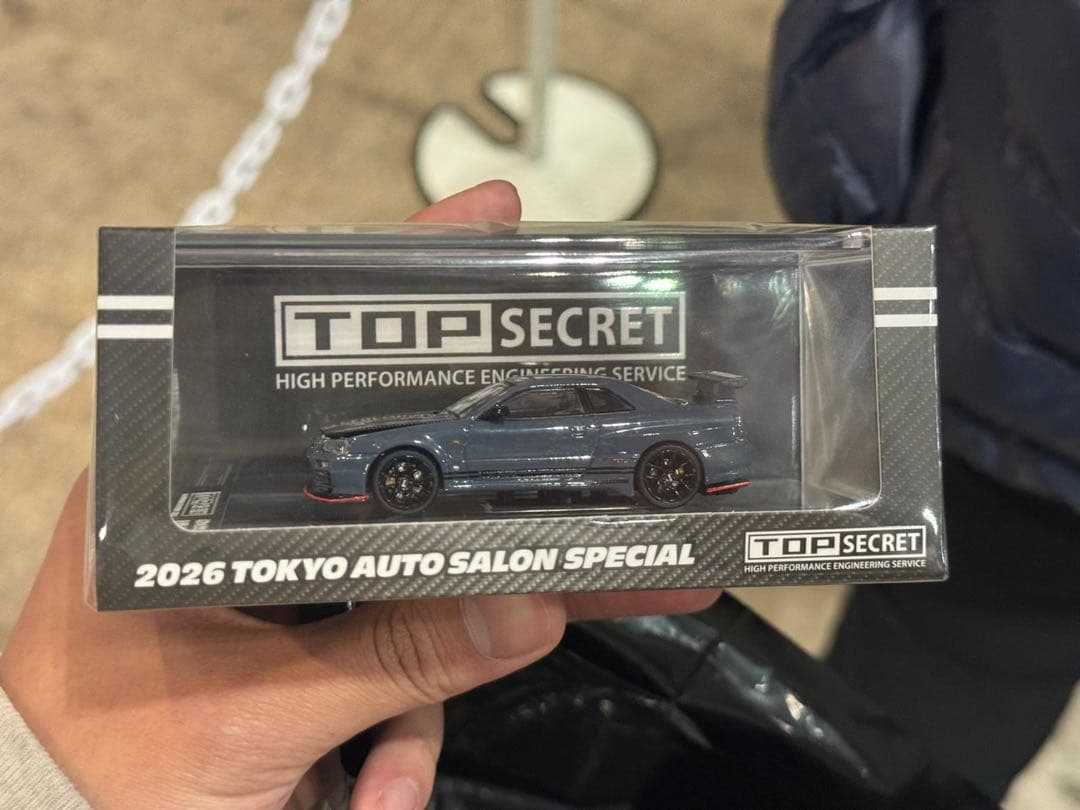 TOP SECRET
HIGH PERFORMANCE ENGINEERING SERVICE
2026 TOKYO AUTO SALON SPECIAL
TOP SECRET
HIGH PERFORMANCE ENGINEERING SERVICE